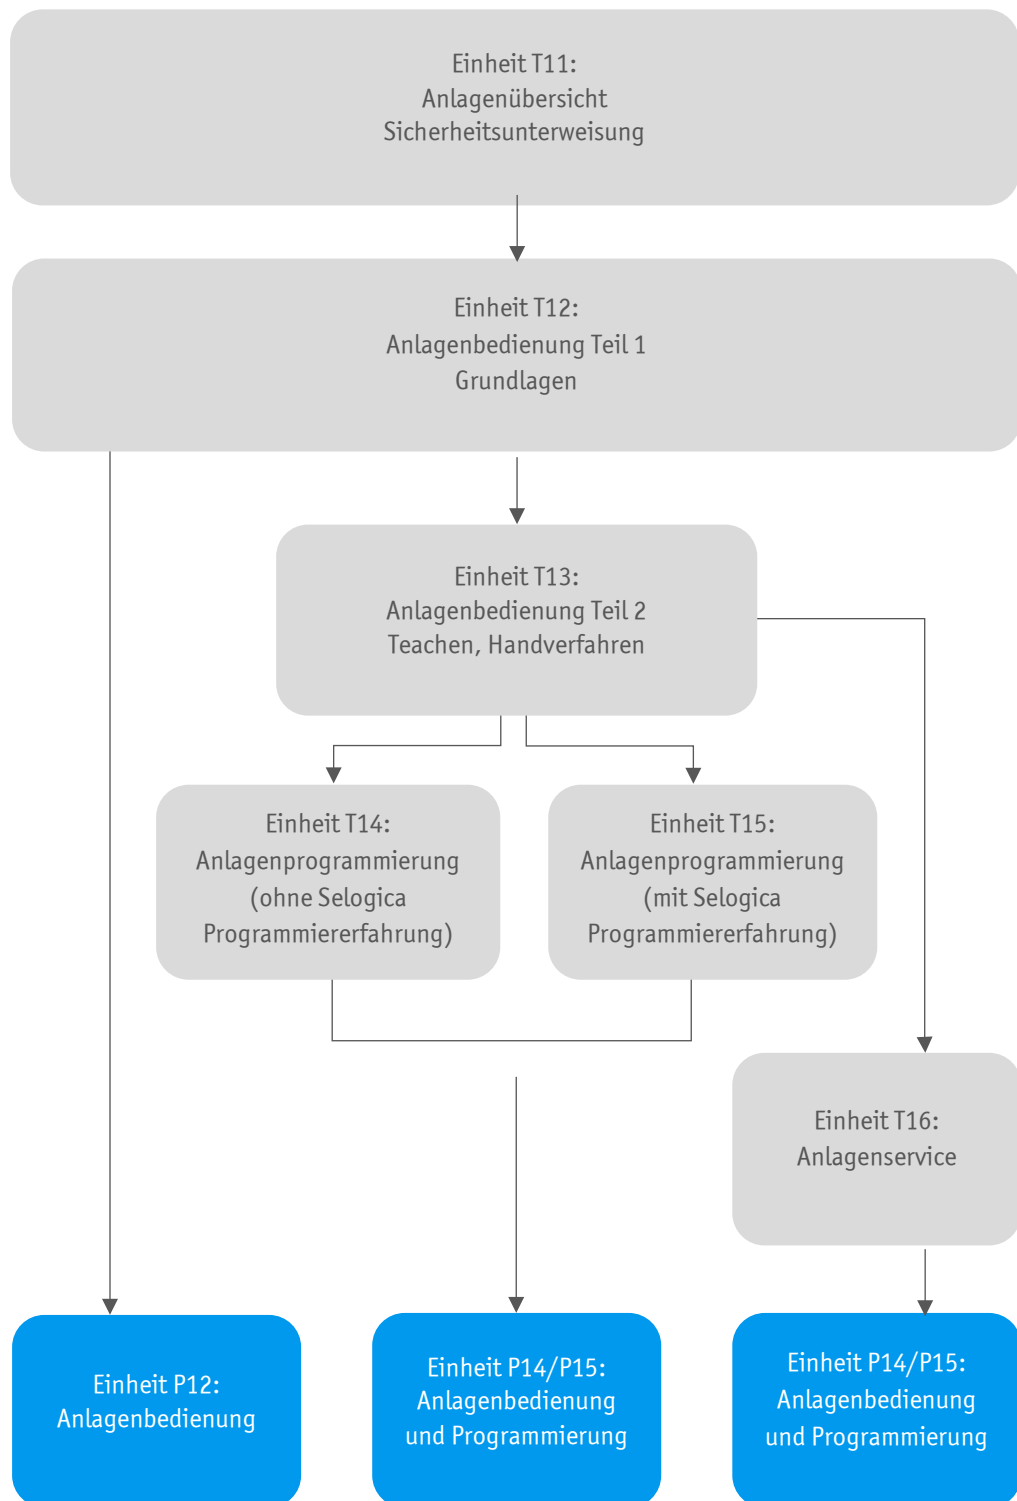 Einheit T11:
Anlagenübersicht
Sicherheitsunterweisung
Einheit T12:
Anlagenbedienung Teil 1
Grundlagen
Einheit T13:
Anlagenbedienung Teil 2
Teachen, Handverfahren
Einheit T14:
Anlagenprogrammierung
(ohne Selogica
Programmiererfahrung)
Einheit T15:
Anlagenprogrammierung
(mit Selogica
Programmiererfahrung)
Einheit T16:
Anlagenservice
Einheit P12:
Anlagenbedienung
Einheit P14/P15:
Anlagenbedienung
und Programmierung
Einheit P14/P15:
Anlagenbedienung
und Programmierung